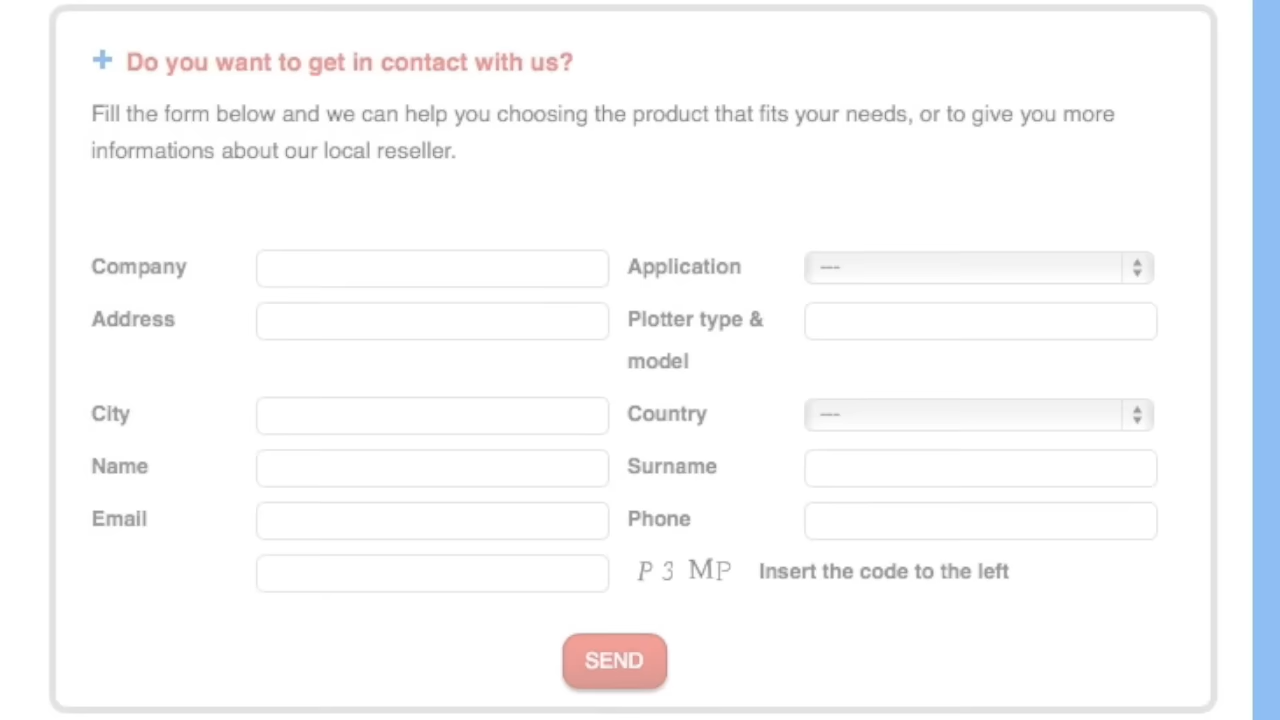 + Do you want to get in contact with us?
Fill the form below and we can help you choosing the product that fits your needs, or to give you more
informations about our local reseller.
Company
Application
---
Address
Plotter type &
model
City
Country
---
Name
Surname
Email
Phone
P 3 MP
Insert the code to the left
SEND